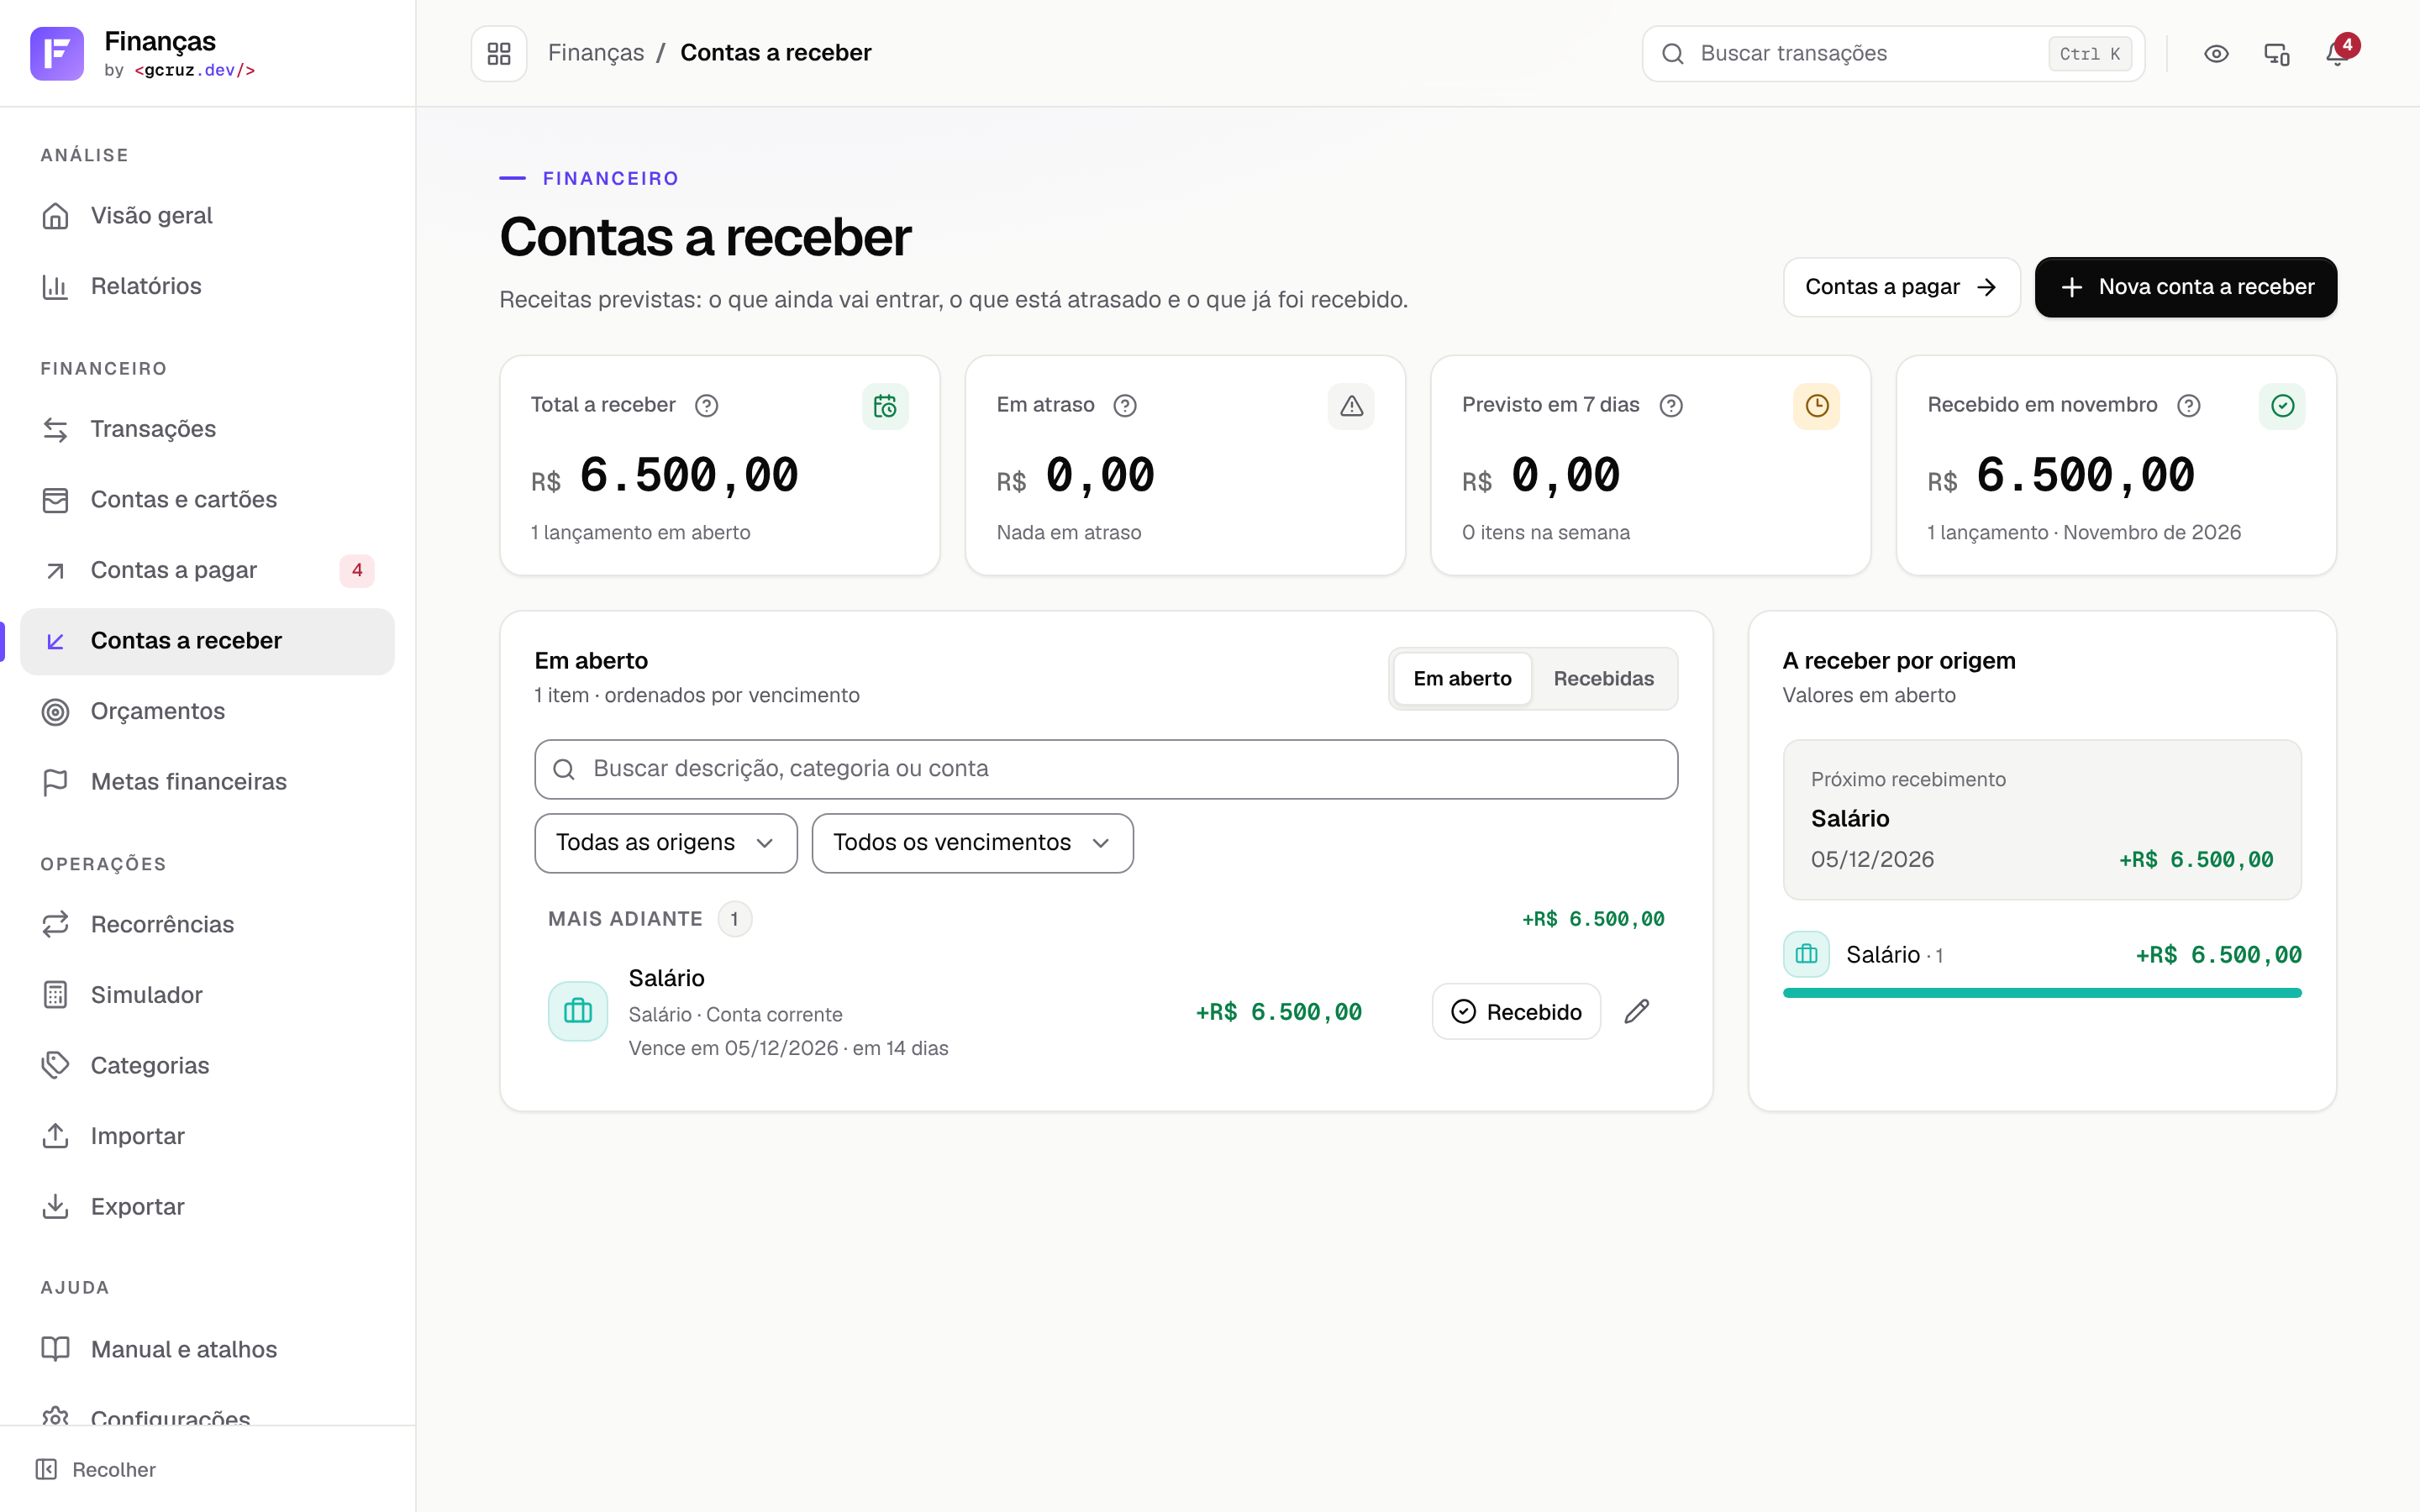 Finanças
by <gcruz.dev/>
Finanças / Contas a receber
Buscar transações
Ctrl K
4
ANÁLISE
Visão geral
Relatórios
FINANCEIRO
Transações
Contas e cartões
Contas a pagar
4
Contas a receber
Orçamentos
Metas financeiras
OPERAÇÕES
Recorrências
Simulador
Categorias
Importar
Exportar
AJUDA
Manual e atalhos
Configurações
Recolher
FINANCEIRO
Contas a receber
Receitas previstas: o que ainda vai entrar, o que está atrasado e o que já foi recebido.
Contas a pagar
Nova conta a receber
Total a receber
R$ 6.500,00
1 lançamento em aberto
Em atraso
R$ 0,00
Nada em atraso
Previsto em 7 dias
R$ 0,00
0 itens na semana
Recebido em novembro
R$ 6.500,00
1 lançamento · Novembro de 2026
Em aberto
1 item · ordenados por vencimento
Em aberto
Recebidas
Buscar descrição, categoria ou conta
Todas as origens
Todos os vencimentos
MAIS ADIANTE 1
+R$ 6.500,00
Salário
Salário · Conta corrente
Vence em 05/12/2026 · em 14 dias
+R$ 6.500,00
Recebido
A receber por origem
Valores em aberto
Próximo recebimento
Salário
05/12/2026
+R$ 6.500,00
Salário · 1
+R$ 6.500,00